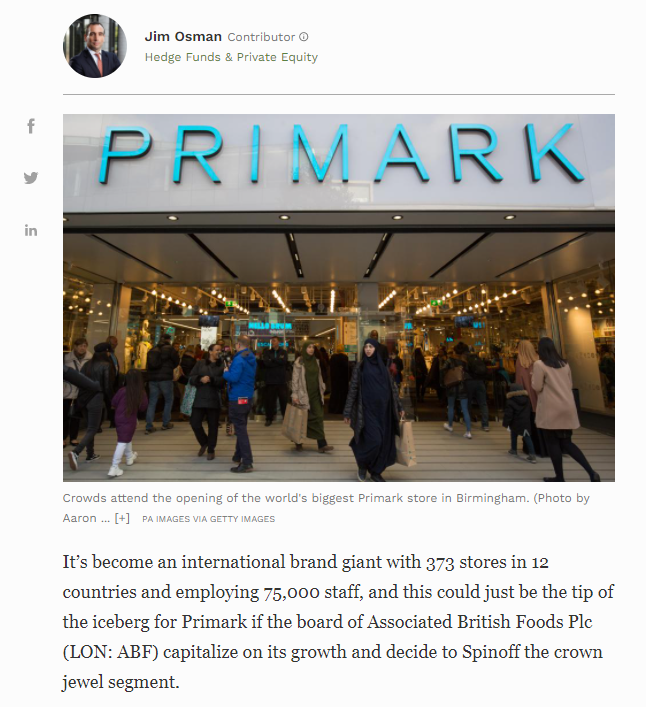 Jim Osman Contributor
Hedge Funds & Private Equity
PRIMARK
Crowds attend the opening of the world's biggest Primark store in Birmingham. (Photo by
Aaron ... [+] PA IMAGES VIA GETTY IMAGES
It’s become an international brand giant with 373 stores in 12
countries and employing 75,000 staff, and this could just be the tip of
the iceberg for Primark if the board of Associated British Foods Plc
(LON: ABF) capitalize on its growth and decide to Spinoff the crown
jewel segment.